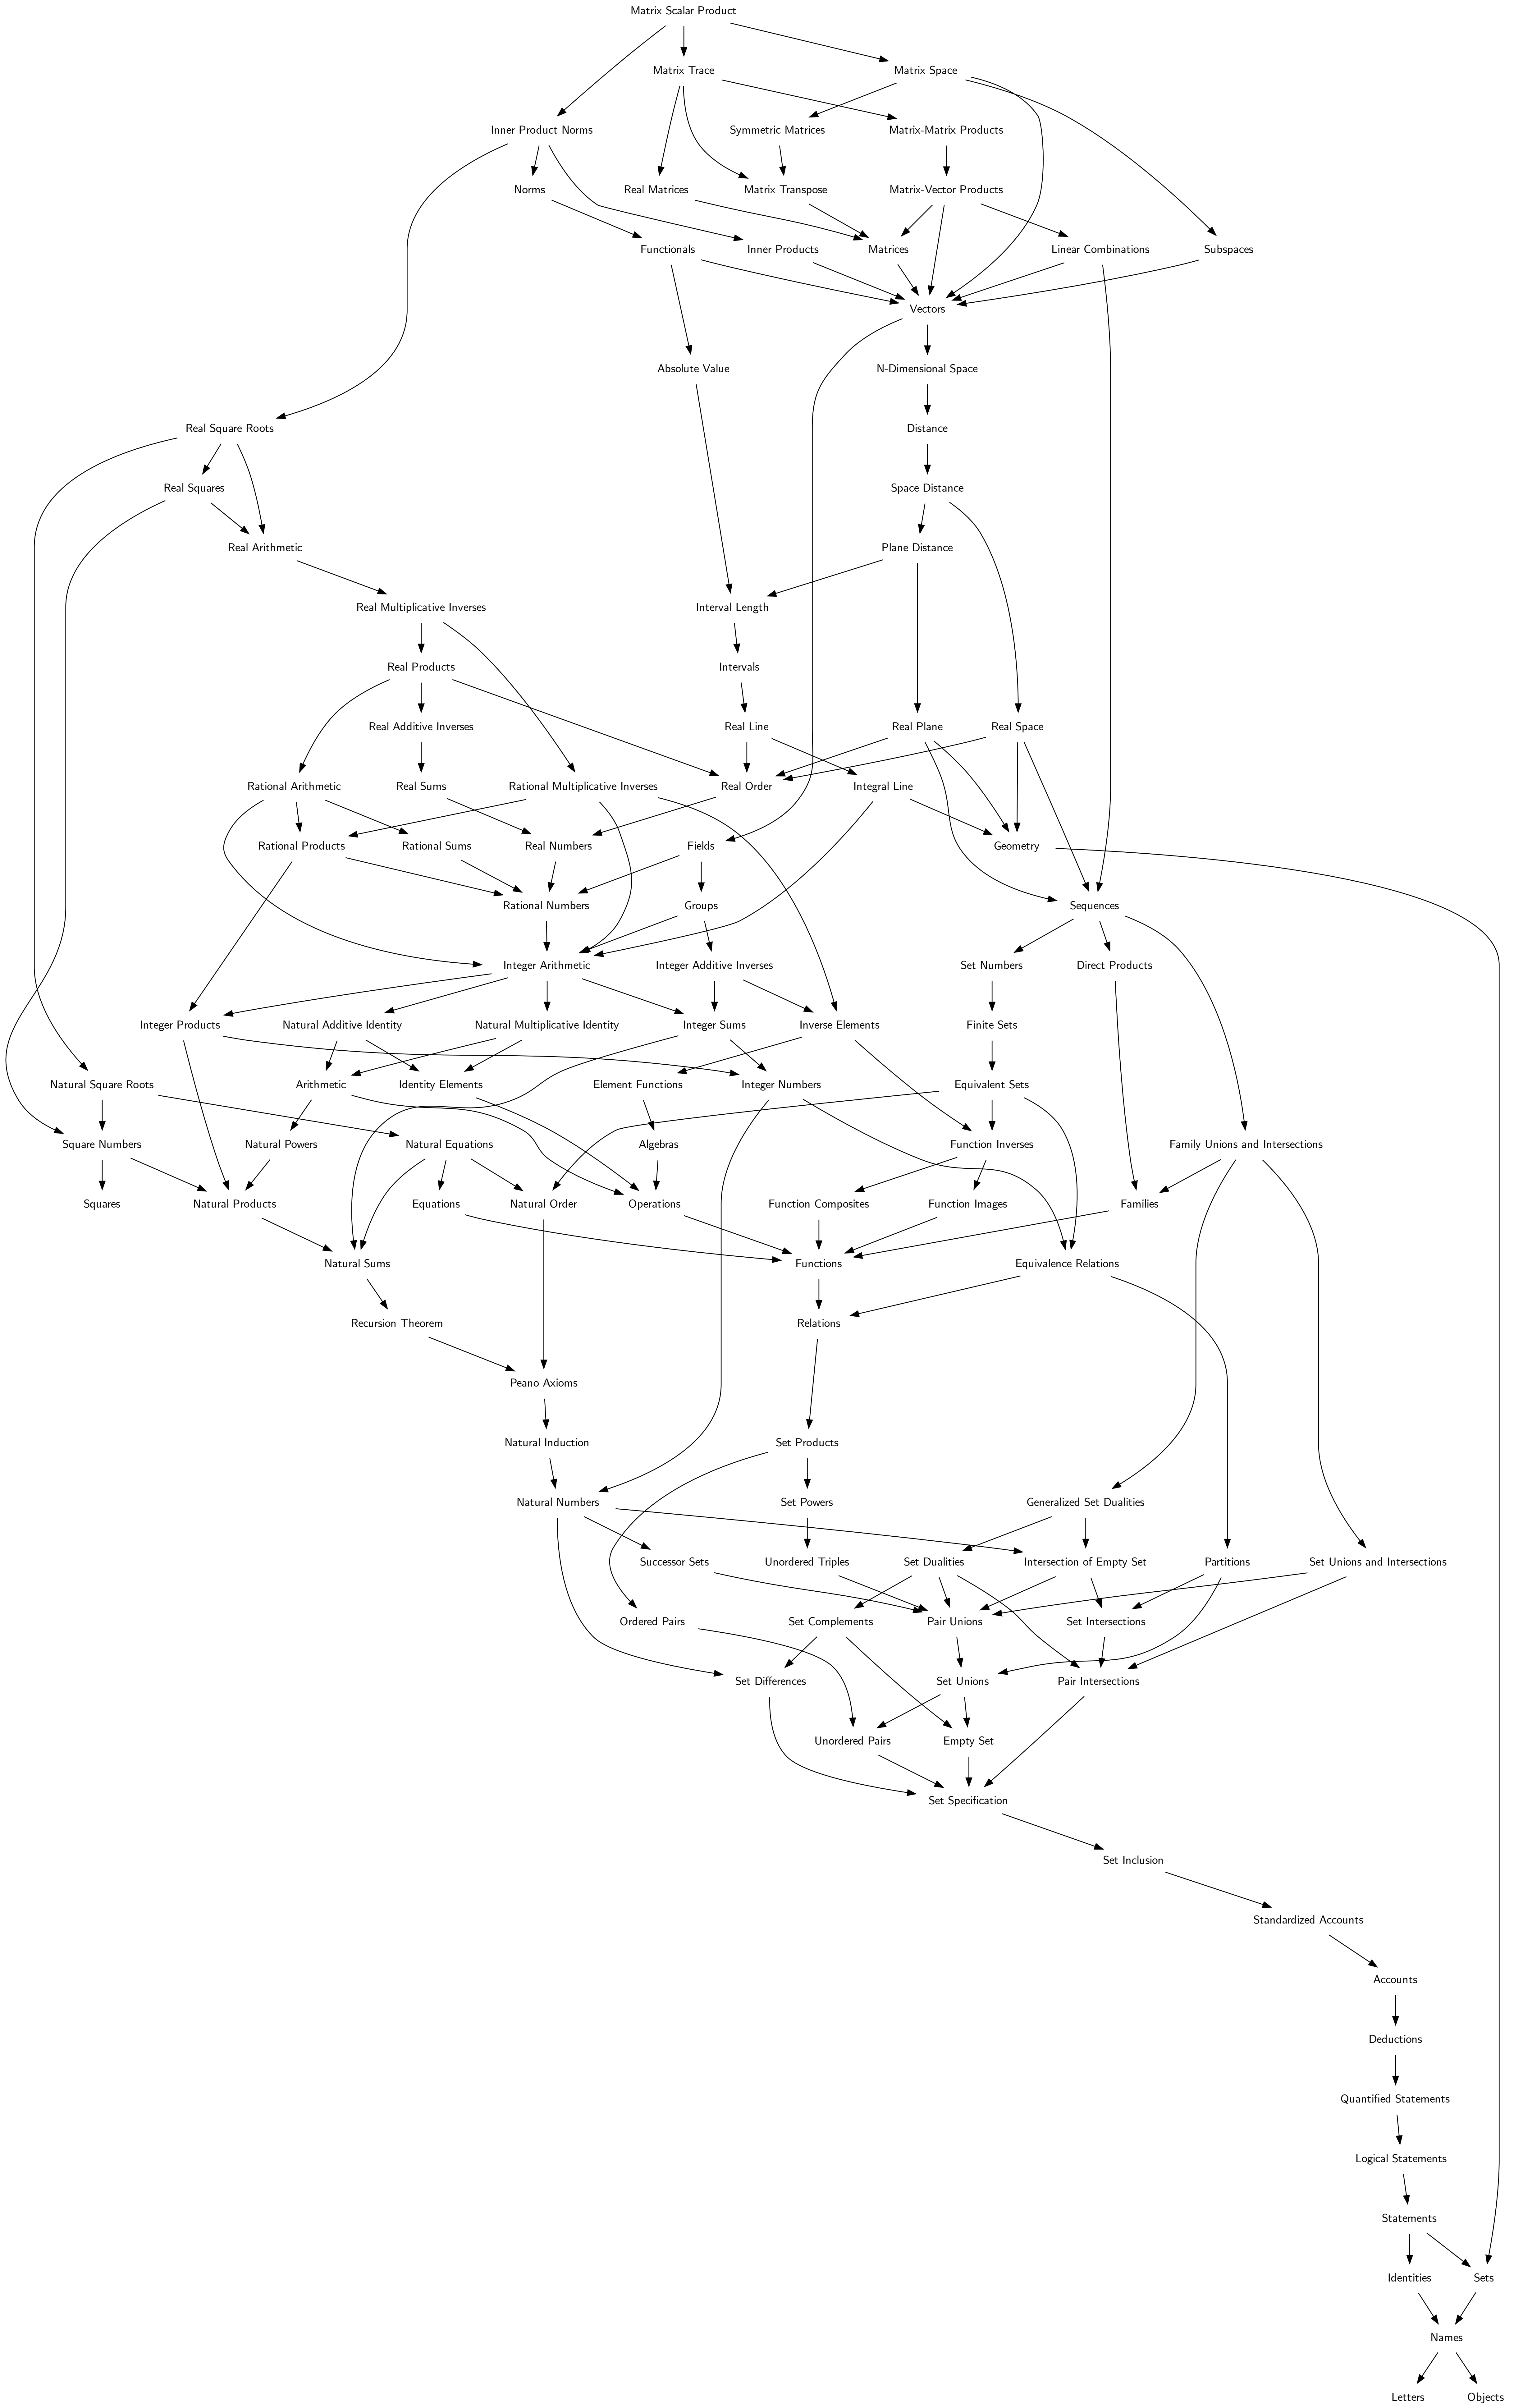 Matrix Scalar Product
Matrix Trace
Matrix Space
Inner Product Norms
Symmetric Matrices
Matrix-Matrix Products
Norms
Real Matrices
Matrix Transpose
Matrix-Vector Products
Functionals
Inner Products
Matrices
Linear Combinations
Subspaces
Vectors
Absolute Value
N-Dimensional Space
Real Square Roots
Distance
Real Squares
Space Distance
Real Arithmetic
Plane Distance
Real Multiplicative Inverses
Interval Length
Real Products
Intervals
Real Additive Inverses
Real Line
Real Plane
Real Space
Rational Arithmetic
Real Sums
Rational Multiplicative Inverses
Real Order
Integral Line
Rational Products
Rational Sums
Real Numbers
Fields
Geometry
Rational Numbers
Groups
Sequences
Integer Arithmetic
Integer Additive Inverses
Set Numbers
Direct Products
Integer Products
Natural Additive Identity
Natural Multiplicative Identity
Integer Sums
Inverse Elements
Finite Sets
Natural Square Roots
Arithmetic
Identity Elements
Element Functions
Integer Numbers
Equivalent Sets
Square Numbers
Natural Powers
Natural Equations
Algebras
Function Inverses
Family Unions and Intersections
Squares
Natural Products
Equations
Natural Order
Operations
Function Composites
Function Images
Families
Natural Sums
Functions
Equivalence Relations
Recursion Theorem
Relations
Peano Axioms
Natural Induction
Set Products
Natural Numbers
Set Powers
Generalized Set Dualities
Successor Sets
Unordered Triples
Set Dualities
Intersection of Empty Set
Partitions
Set Unions and Intersections
Ordered Pairs
Set Complements
Pair Unions
Set Intersections
Set Differences
Set Unions
Pair Intersections
Unordered Pairs
Empty Set
Set Specification
Set Inclusion
Standardized Accounts
Accounts
Deductions
Quantified Statements
Logical Statements
Statements
Identities
Sets
Names
Letters
Objects